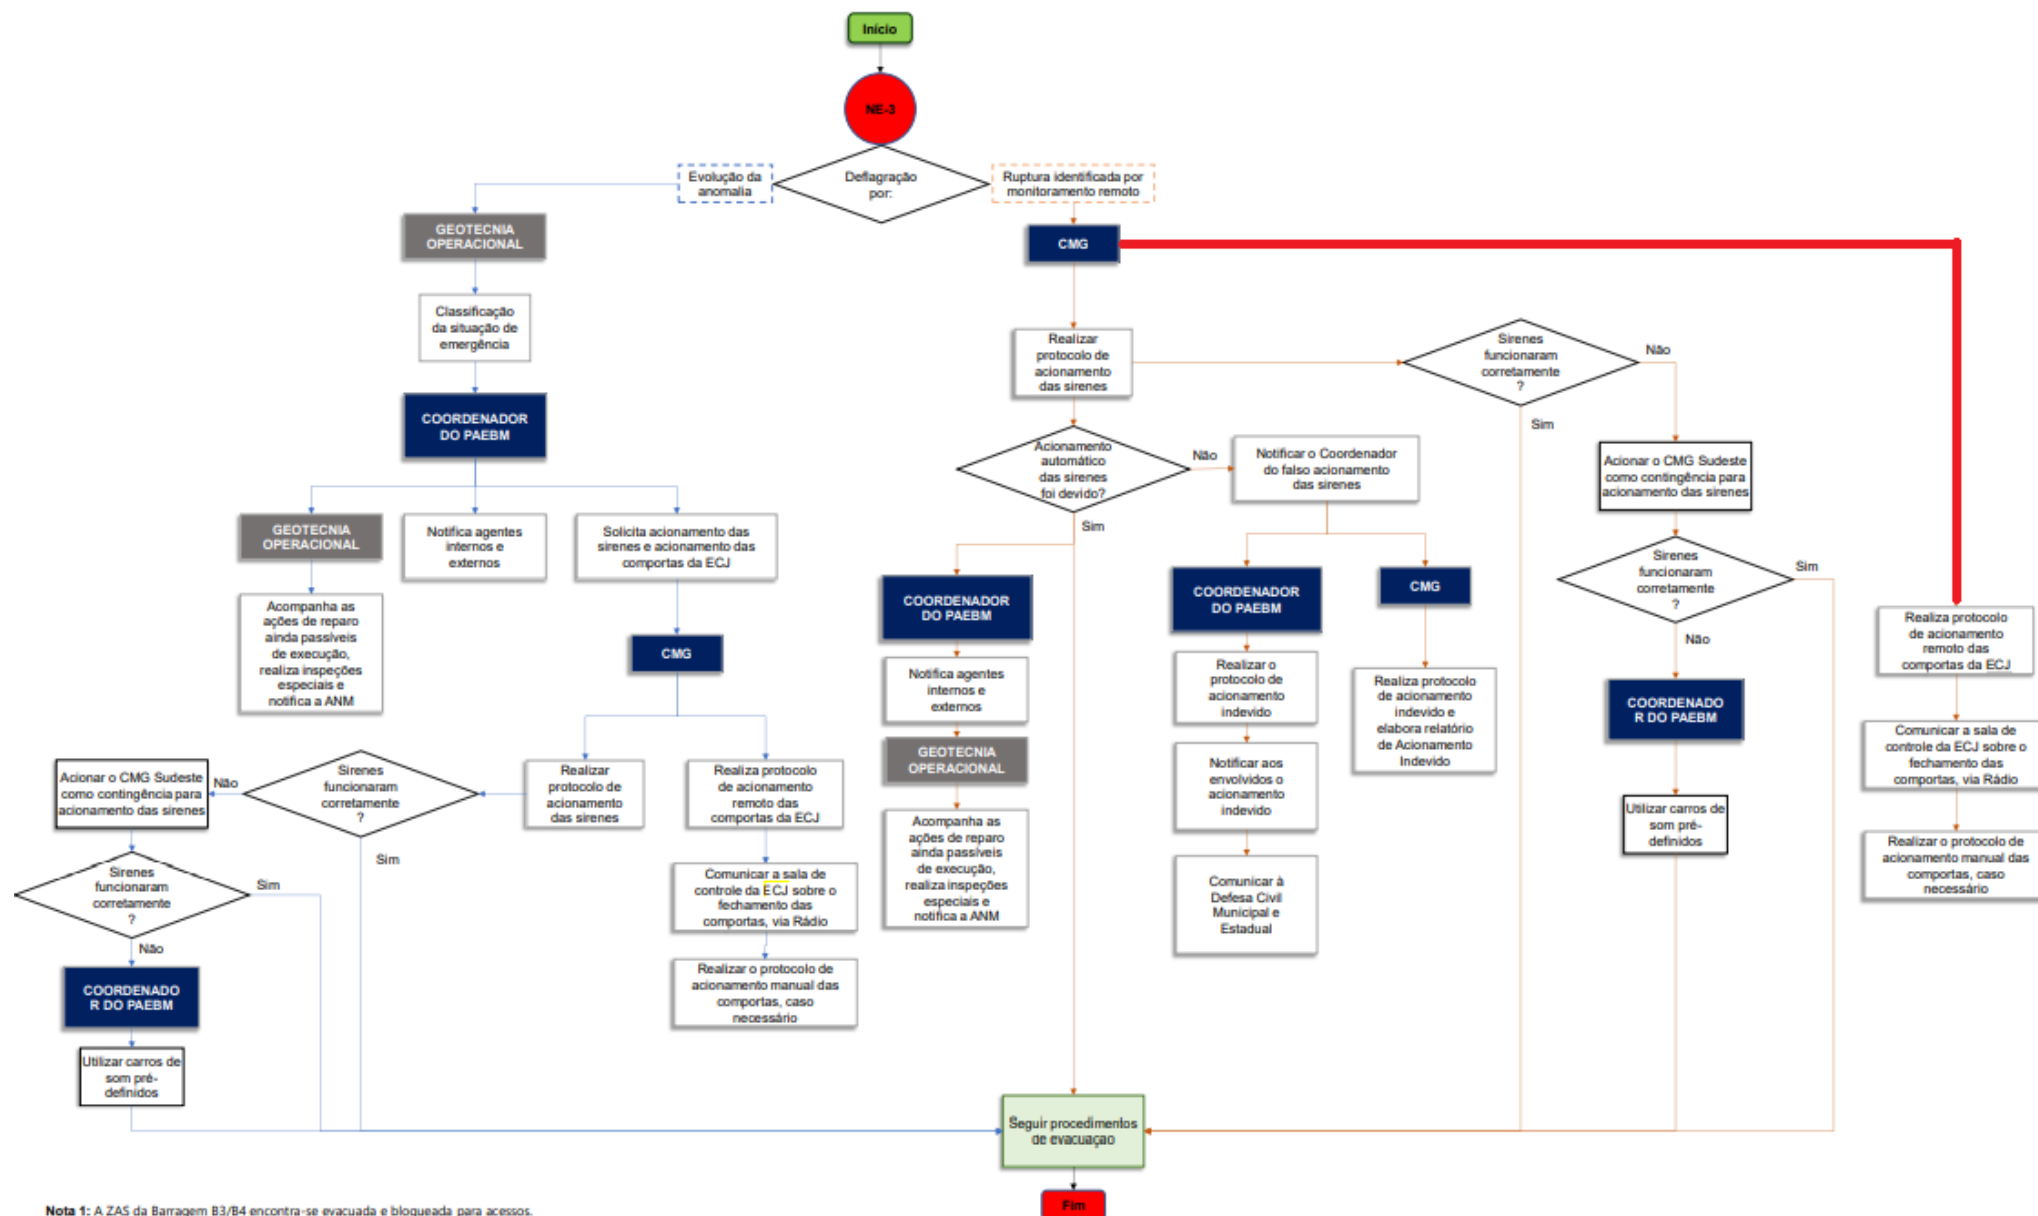 Início
NE-3
Deflagração
por:
Evolução da
anomalia
Ruptura identificada por
monitoramento remoto
GEOTECNIA
OPERACIONAL
Classificação
da situação de
emergência
COORDENADOR
DO PAEBM
GEOTECNIA
OPERACIONAL
Acompanha as
ações de reparo
ainda passíveis
de execução,
realiza inspeções
especiais e
notifica a ANM
Notifica agentes
internos e
externos
Solicita acionamento das
sirenes e acionamento das
comportas da ECJ
CMG
Realizar
protocolo de
acionamento
das sirenes
Realiza protocolo
de acionamento
remoto das
comportas da ECJ
Comunicar a sala de
controle da ECJ sobre o
fechamento das
comportas, via Rádio
Realizar o protocolo de
acionamento manual das
comportas, caso
necessário
Sirenes
funcionaram
corretamente
?
Não
Sim
Acionar o CMG Sudeste
como contingência para
acionamento das sirenes
Sirenes
funcionaram
corretamente
?
Sim
Não
COORDENADO
R DO PAEBM
Utilizar carros de
som pré-
definidos
CMG
Realizar
protocolo de
acionamento
das sirenes
Acionamento
automático
das sirenes
foi devido?
Não
Sim
Notificar o Coordenador
do falso acionamento
das sirenes
COORDENADOR
DO PAEBM
Notifica agentes
internos e
externos
GEOTECNIA
OPERACIONAL
Acompanha as
ações de reparo
ainda passíveis
de execução,
realiza inspeções
especiais e
notifica a ANM
COORDENADOR
DO PAEBM
Realizar o
protocolo de
acionamento
indevido
Notificar aos
envolvidos o
acionamento
indevido
Comunicar à
Defesa Civil
Municipal e
Estadual
CMG
Realiza protocolo
de acionamento
indevido e
elabora relatório
de Acionamento
Indevido
Sirenes
funcionaram
corretamente
?
Não
Sim
Acionar o CMG Sudeste
como contingência para
acionamento das sirenes
Sirenes
funcionaram
corretamente
?
Sim
Não
COORDENADO
R DO PAEBM
Utilizar carros de
som pré-
definidos
Realiza protocolo
de acionamento
remoto das
comportas da ECJ
Comunicar a sala de
controle da ECJ sobre o
fechamento das
comportas, via Rádio
Realizar o protocolo de
acionamento manual das
comportas, caso
necessário
Seguir procedimentos
de evacuaçao
Fim
Nota 1: A ZAS da Barragem B3/B4 encontra-se evacuada e bloqueada para acessos.